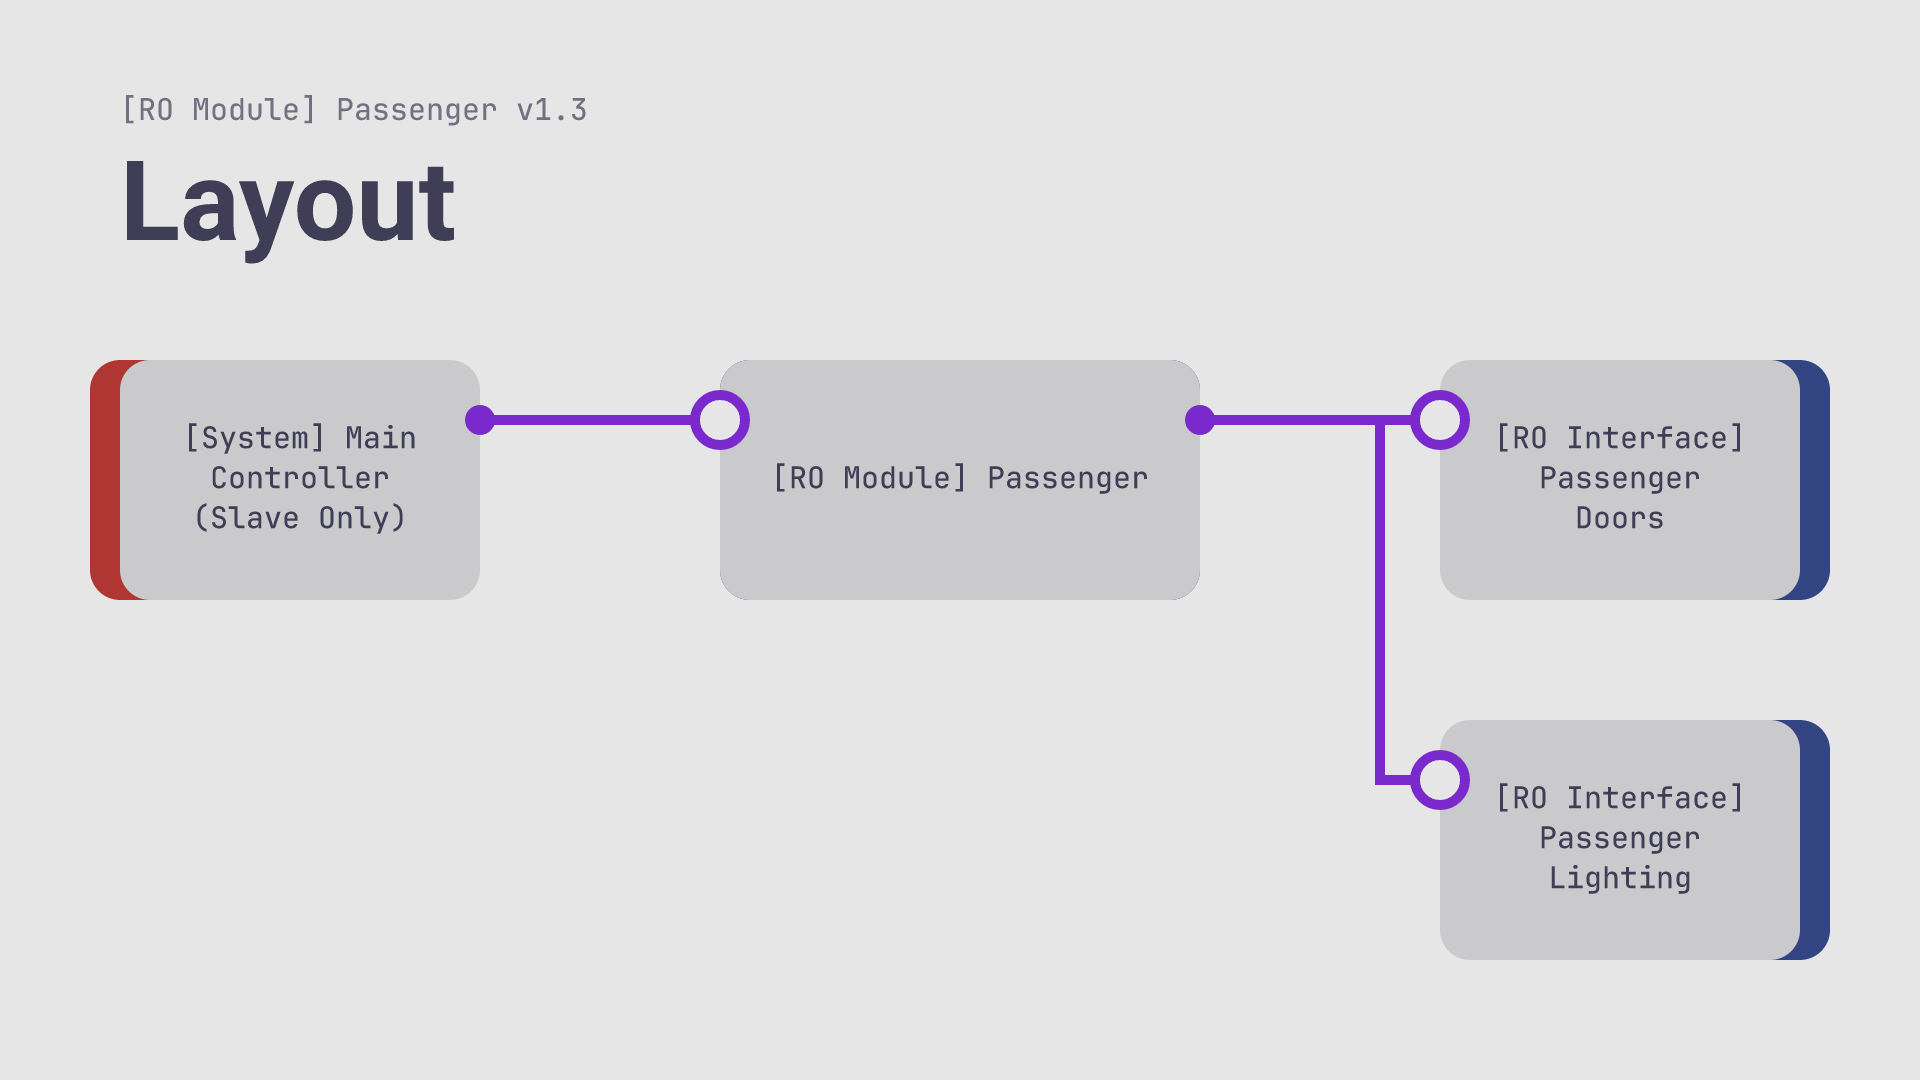 [RO Module] Passenger v1.3
Layout
[System] Main
Controller
(Slave Only)
[RO Module] Passenger
[RO Interface]
Passenger
Doors
[RO Interface]
Passenger
Lighting